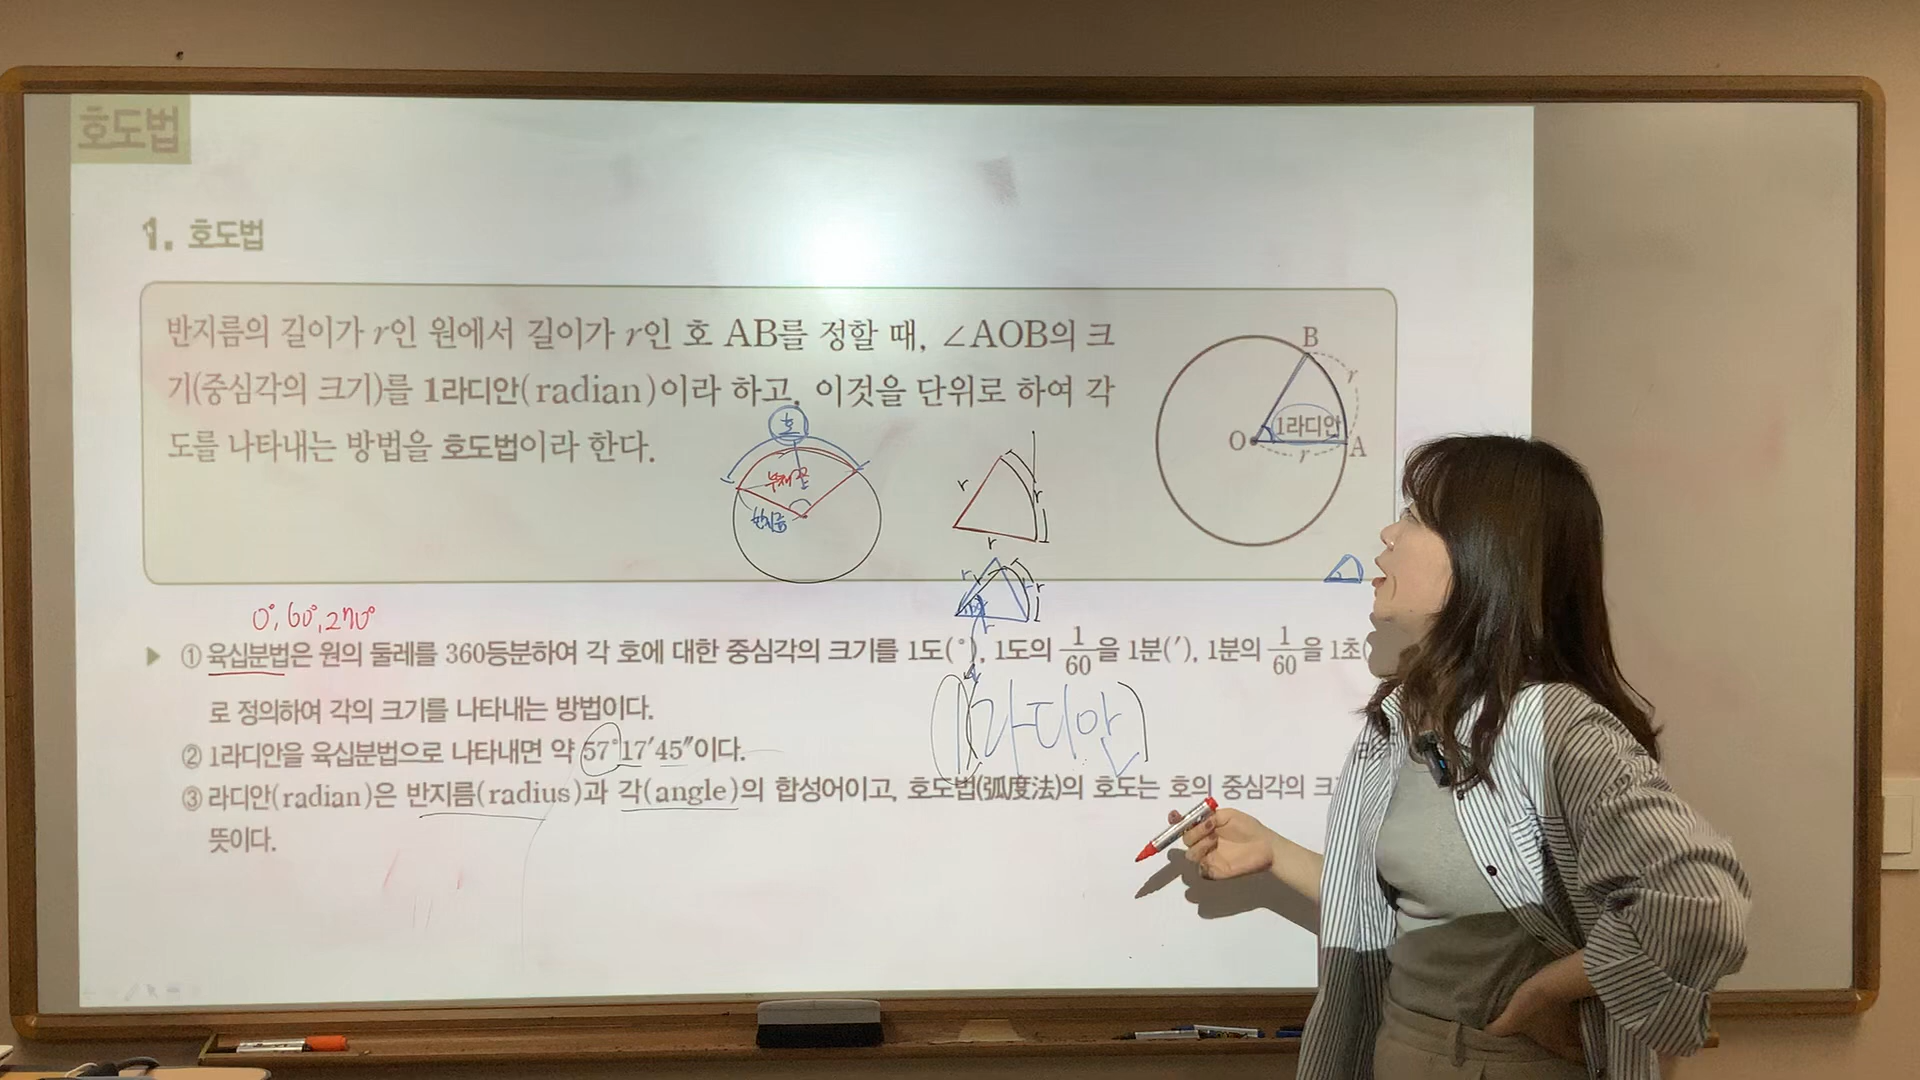 호도법
1. 호도법
반지름의 길이가 r인 원에서 길이가 r인 호 AB를 정할 때, ∠AOB의 크
기(중심각의 크기)를 1라디안(radian)이라 하고, 이것을 단위로 하여 각
도를 나타내는 방법을 호도법이라 한다.
B
r
1라디안
O
A
r
호
부채꼴
반지름
r
r
r
r
r
r
0°, 60°, 270°
① 육십분법은 원의 둘레를 360등분하여 각 호에 대한 중심각의 크기를 1도(°), 1도의 1/60을 1분(′), 1분의 1/60을 1초(
로 정의하여 각의 크기를 나타내는 방법이다.
1라디안
② 1라디안을 육십분법으로 나타내면 약 57°17′45″이다.
③ 라디안(radian)은 반지름(radius)과 각(angle)의 합성어이고, 호도법(弧度法)의 호도는 호의 중심각의 크
뜻이다.